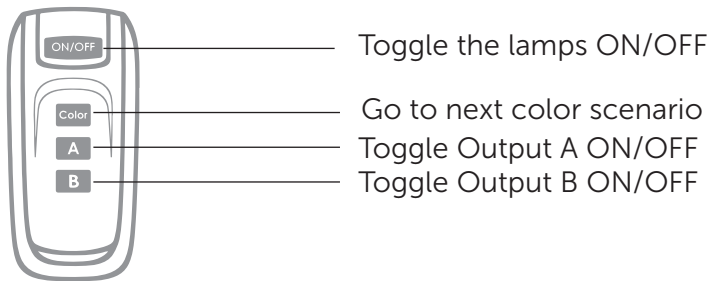 ON/OFF
Toggle the lamps ON/OFF
Color
Go to next color scenario
A
Toggle Output A ON/OFF
B
Toggle Output B ON/OFF